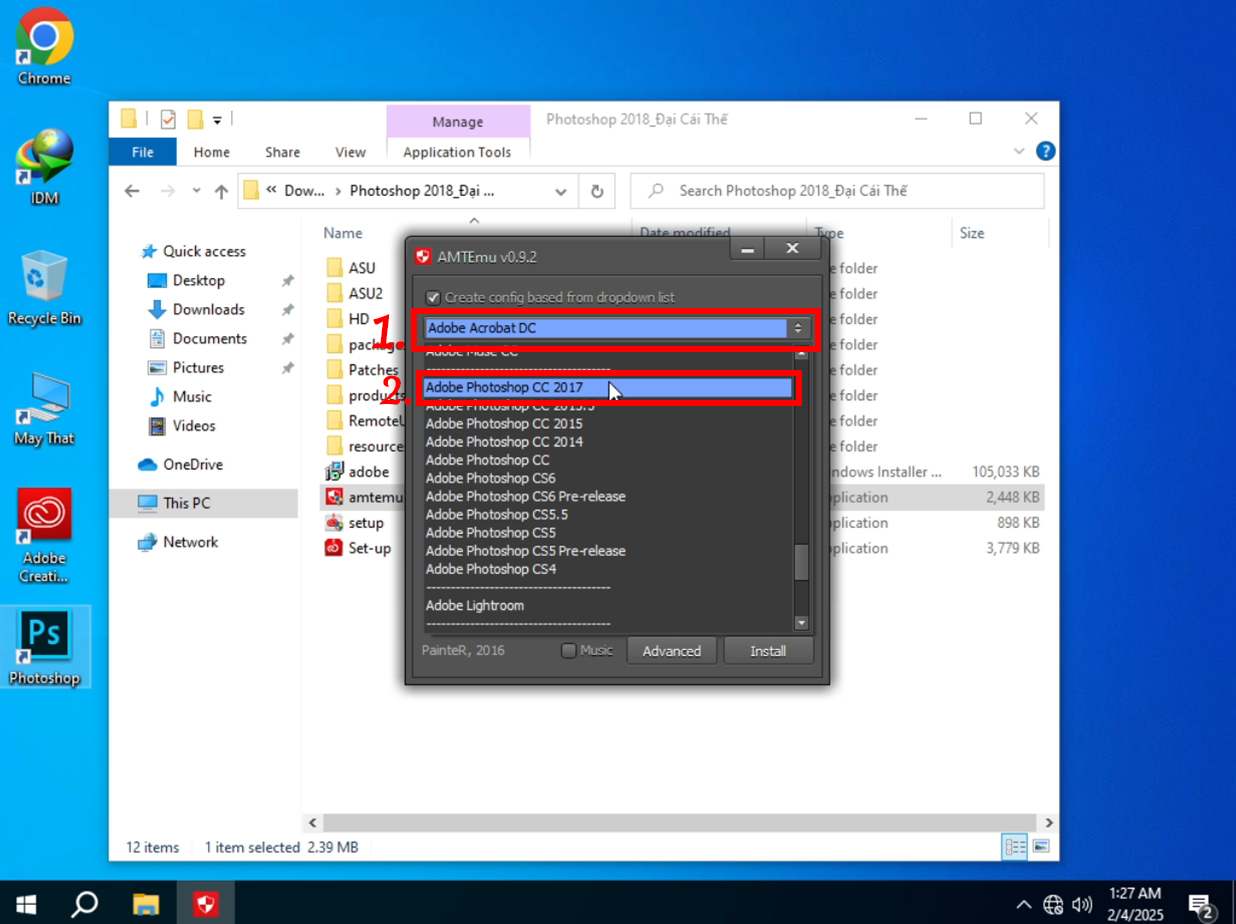 Chrome
IDM
Recycle Bin
May That
Adobe
Creati...
Ps
Photoshop
Manage
Photoshop 2018_Đại Cái Thế
File
Home
Share
View
Application Tools
« Dow... › Photoshop 2018_Đại ...
Search Photoshop 2018_Đại Cái Thế
Name
Date modified
Type
Size
Quick access
Desktop
Downloads
Documents
Pictures
Music
Videos
OneDrive
This PC
Network
ASU
ASU2
HD
packages
Patches
products
resource
adobe
amtemu
setup
Set-up
e folder
e folder
e folder
e folder
e folder
e folder
e folder
e folder
ndows Installer ... 105,033 KB
plication 2,448 KB
plication 898 KB
plication 3,779 KB
AMTEmu v0.9.2
Create config based from dropdown list
1.
Adobe Acrobat DC
Adobe Muse CC
2.
Adobe Photoshop CC 2017
Adobe Photoshop CC 2015.5
Adobe Photoshop CC 2015
Adobe Photoshop CC 2014
Adobe Photoshop CC
Adobe Photoshop CS6
Adobe Photoshop CS6 Pre-release
Adobe Photoshop CS5.5
Adobe Photoshop CS5
Adobe Photoshop CS5 Pre-release
Adobe Photoshop CS4
Adobe Lightroom
PainteR, 2016
Music
Advanced
Install
12 items
1 item selected 2.39 MB
1:27 AM
2/4/2025
2